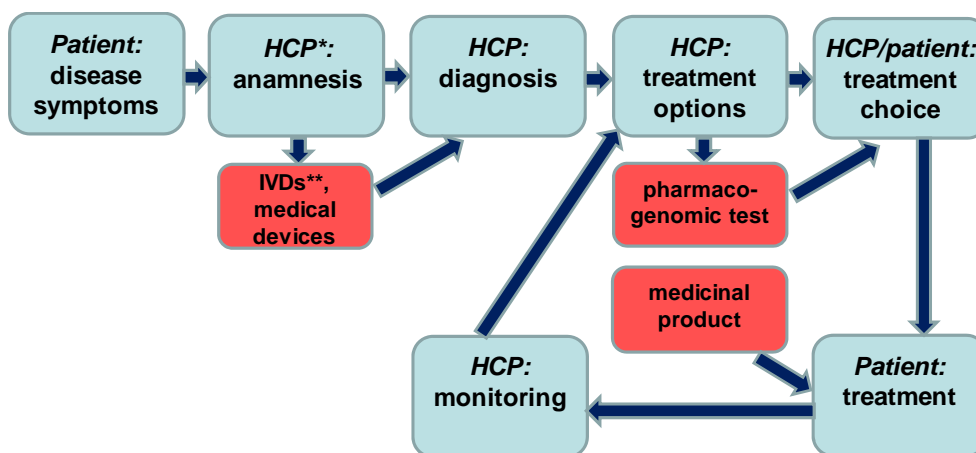 Patient:
disease
symptoms
HCP*:
anamnesis
HCP:
diagnosis
HCP:
treatment
options
HCP/patient:
treatment
choice
IVDs**,
medical
devices
pharmaco-
genomic test
medicinal
product
HCP:
monitoring
Patient:
treatment